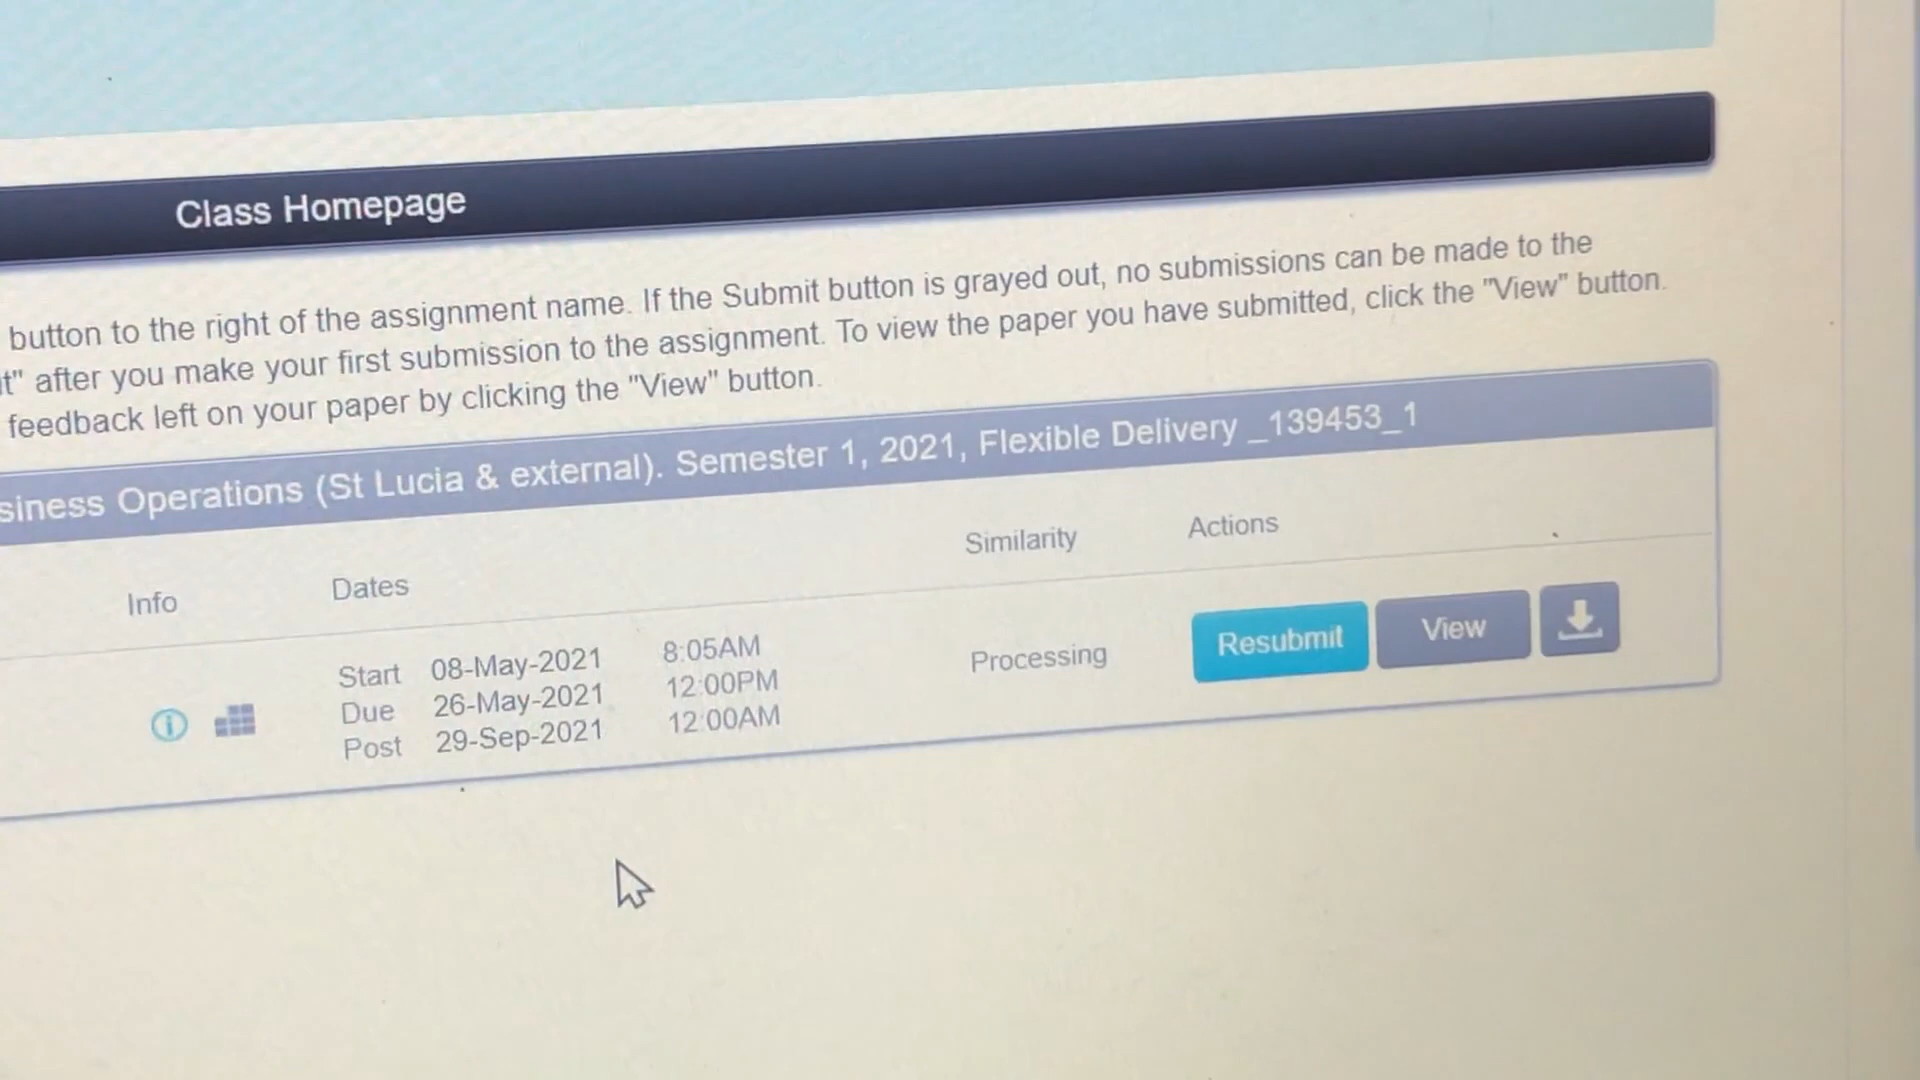 Class Homepage
button to the right of the assignment name. If the Submit button is grayed out, no submissions can be made to the
after you make your first submission to the assignment. To view the paper you have submitted, click the "View" button.
feedback left on your paper by clicking the "View" button.
Operations (St Lucia & external). Semester 1, 2021, Flexible Delivery _139453_1
Info Dates Similarity Actions
Start 08-May-2021 8:05AM
Due 26-May-2021 12:00PM
Post 29-Sep-2021 12:00AM
Processing
Resubmit View